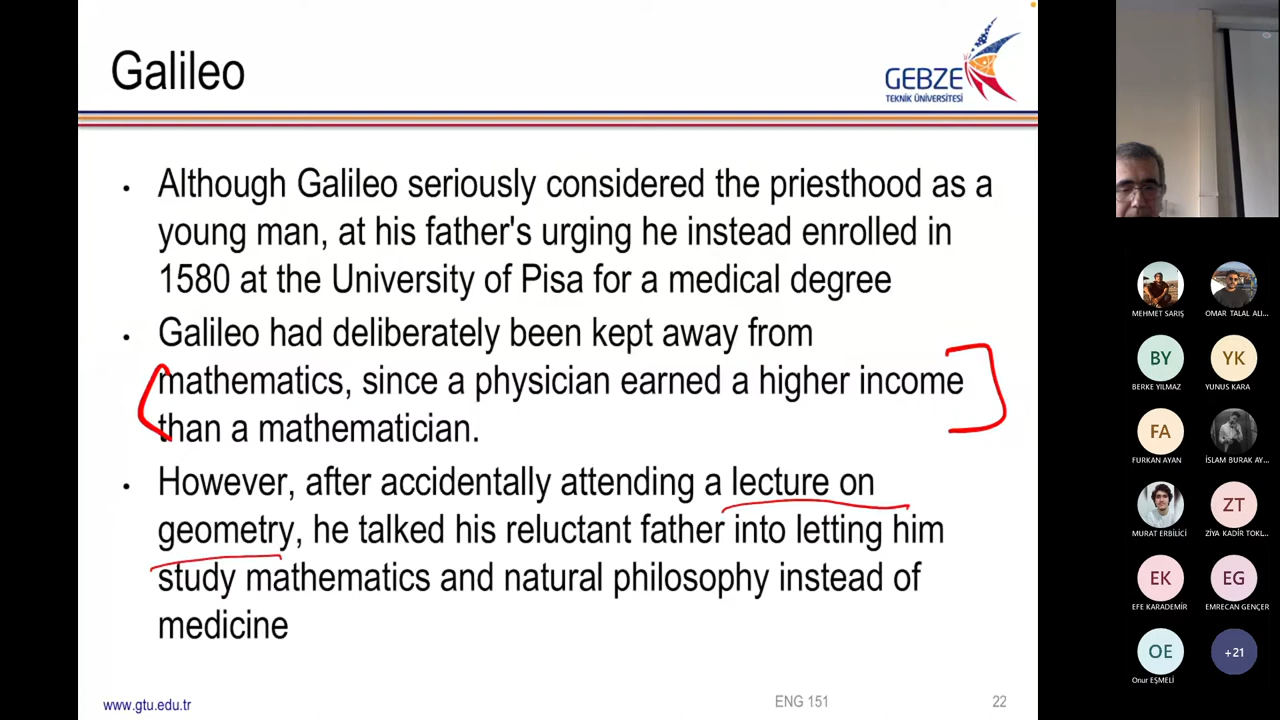 Galileo
GEBZE
TEKNİK ÜNİVERSİTESİ
• Although Galileo seriously considered the priesthood as a
young man, at his father's urging he instead enrolled in
1580 at the University of Pisa for a medical degree
• Galileo had deliberately been kept away from
mathematics, since a physician earned a higher income
than a mathematician.
• However, after accidentally attending a lecture on
geometry, he talked his reluctant father into letting him
study mathematics and natural philosophy instead of
medicine
www.gtu.edu.tr
ENG 151
22
MEHMET SARIŞ
OMAR TALAL ALI...
BY
YK
BERKE YILMAZ
YUNUS KARA
FA
FURKAN AYAN
İSLAM BURAK AY...
ZT
MURAT ERBİLİCİ
ZİYA KADİR TOKL...
EK
EG
EFE KARADEMİR
EMRECAN GENÇER
OE
+21
Onur EŞMELİ